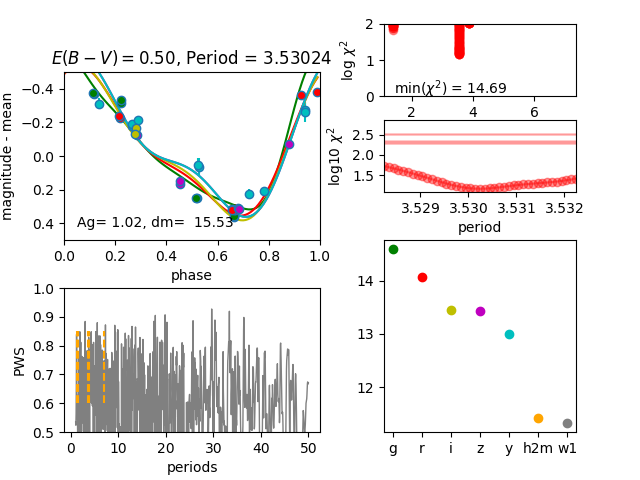 E(B − V) = 0.50, Period = 3.53024
magnitude - mean
−0.4
−0.2
0.0
0.2
0.4
Ag= 1.02, dm= 15.53
0.0 0.2 0.4 0.6 0.8 1.0
phase
log χ²
2
1
0
min(χ²) = 14.69
2 4 6
log10 χ²
2.5
2.0
1.5
3.529 3.530 3.531 3.532
period
PWS
1.0
0.9
0.8
0.7
0.6
0.5
0 10 20 30 40 50
periods
14
13
12
g r i z y h2m w1